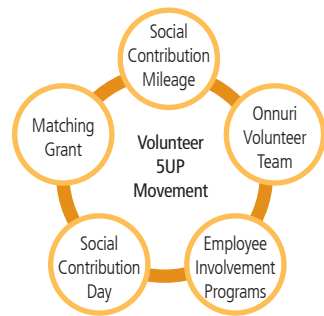 Social
Contribution
Mileage
Matching
Grant
Volunteer
5UP
Movement
Onnuri
Volunteer
Team
Social
Contribution
Day
Employee
Involvement
Programs